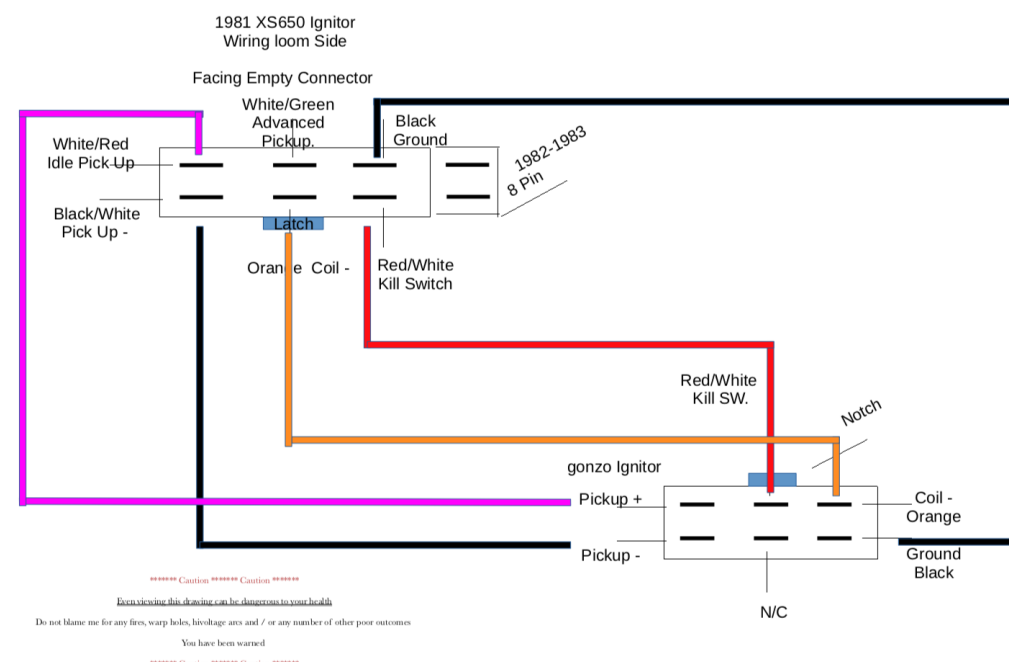 1981 XS650 Ignitor
Wiring loom Side
Facing Empty Connector
White/Green
Advanced
Pickup.
Black
Ground
1982-1983
8 Pin
White/Red
Idle Pick Up
Black/White
Pick Up -
Latch
Orange Coil -
Red/White
Kill Switch
Red/White
Kill SW.
Notch
gonzo Ignitor
Pickup +
Pickup -
Coil -
Orange
Ground
Black
N/C
******* Caution ******* Caution *******
Even viewing this drawing can be dangerous to your health
Do not blame me for any fires, warp holes, hivoltage arcs and / or any number of other poor outcomes
You have been warned